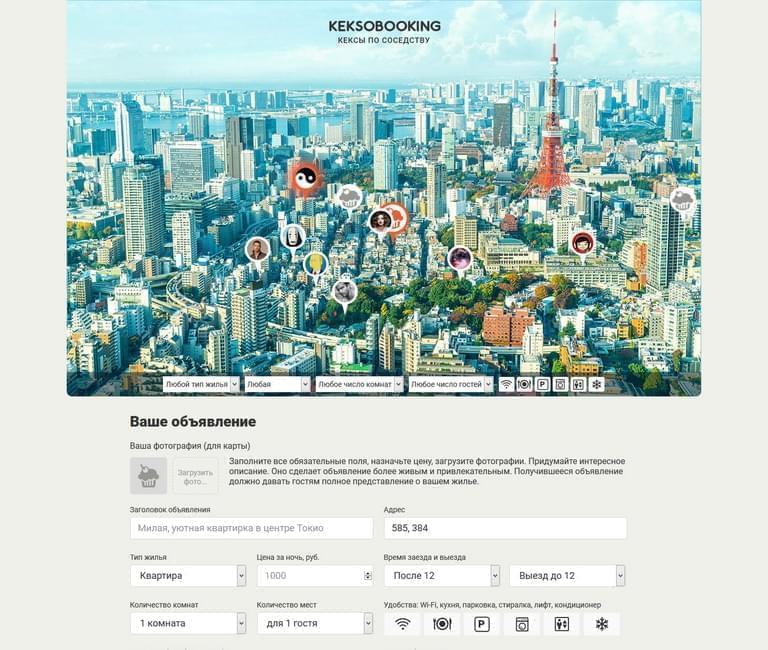 KEKSOBOOKING
КЕКСЫ ПО СОСЕДСТВУ
Любой тип жилья Любая Любое число комнат Любое число гостей P
Ваше объявление
Ваша фотография (для карты)
Загрузить фото...
Заполните все обязательные поля, назначьте цену, загрузите фотографии. Придумайте интересное
описание. Оно сделает объявление более живым и привлекательным. Получившееся объявление
должно давать гостям полное представление о вашем жилье.
Заголовок объявления Адрес
Милая, уютная квартирка в центре Токио 585, 384
Тип жилья Цена за ночь, руб. Время заезда и выезда
Квартира 1000 После 12 Выезд до 12
Количество комнат Количество мест Удобства: Wi-Fi, кухня, парковка, стиралка, лифт, кондиционер
1 комната для 1 гостя P